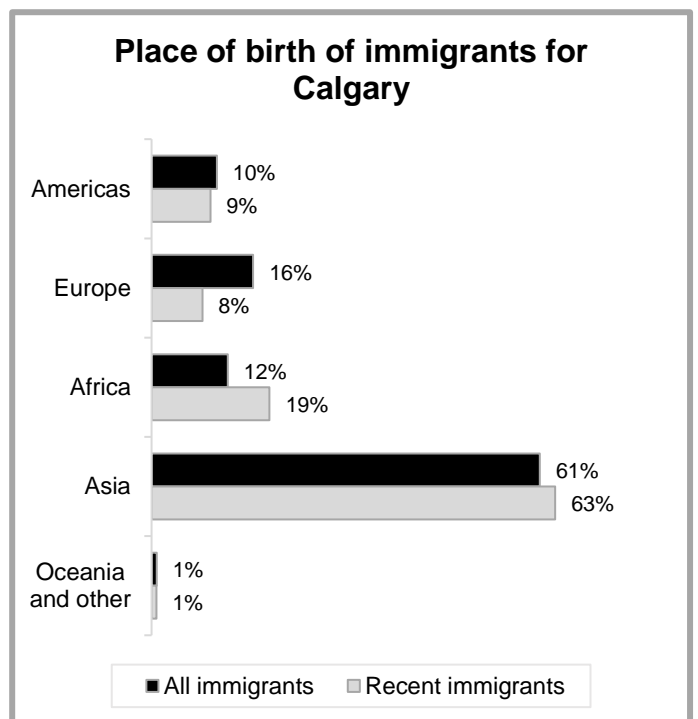 Place of birth of immigrants for
Calgary
Americas
10%
9%
Europe
16%
8%
Africa
12%
19%
Asia
61%
63%
Oceania
and other
1%
1%
All immigrants
Recent immigrants